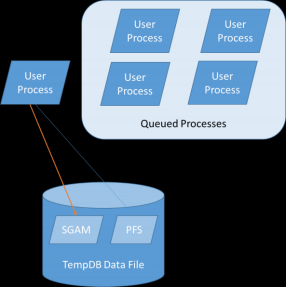 User
Process
User
Process
User
Process
User
Process
User
Process
Queued Processes
SGAM
PFS
TempDB Data File